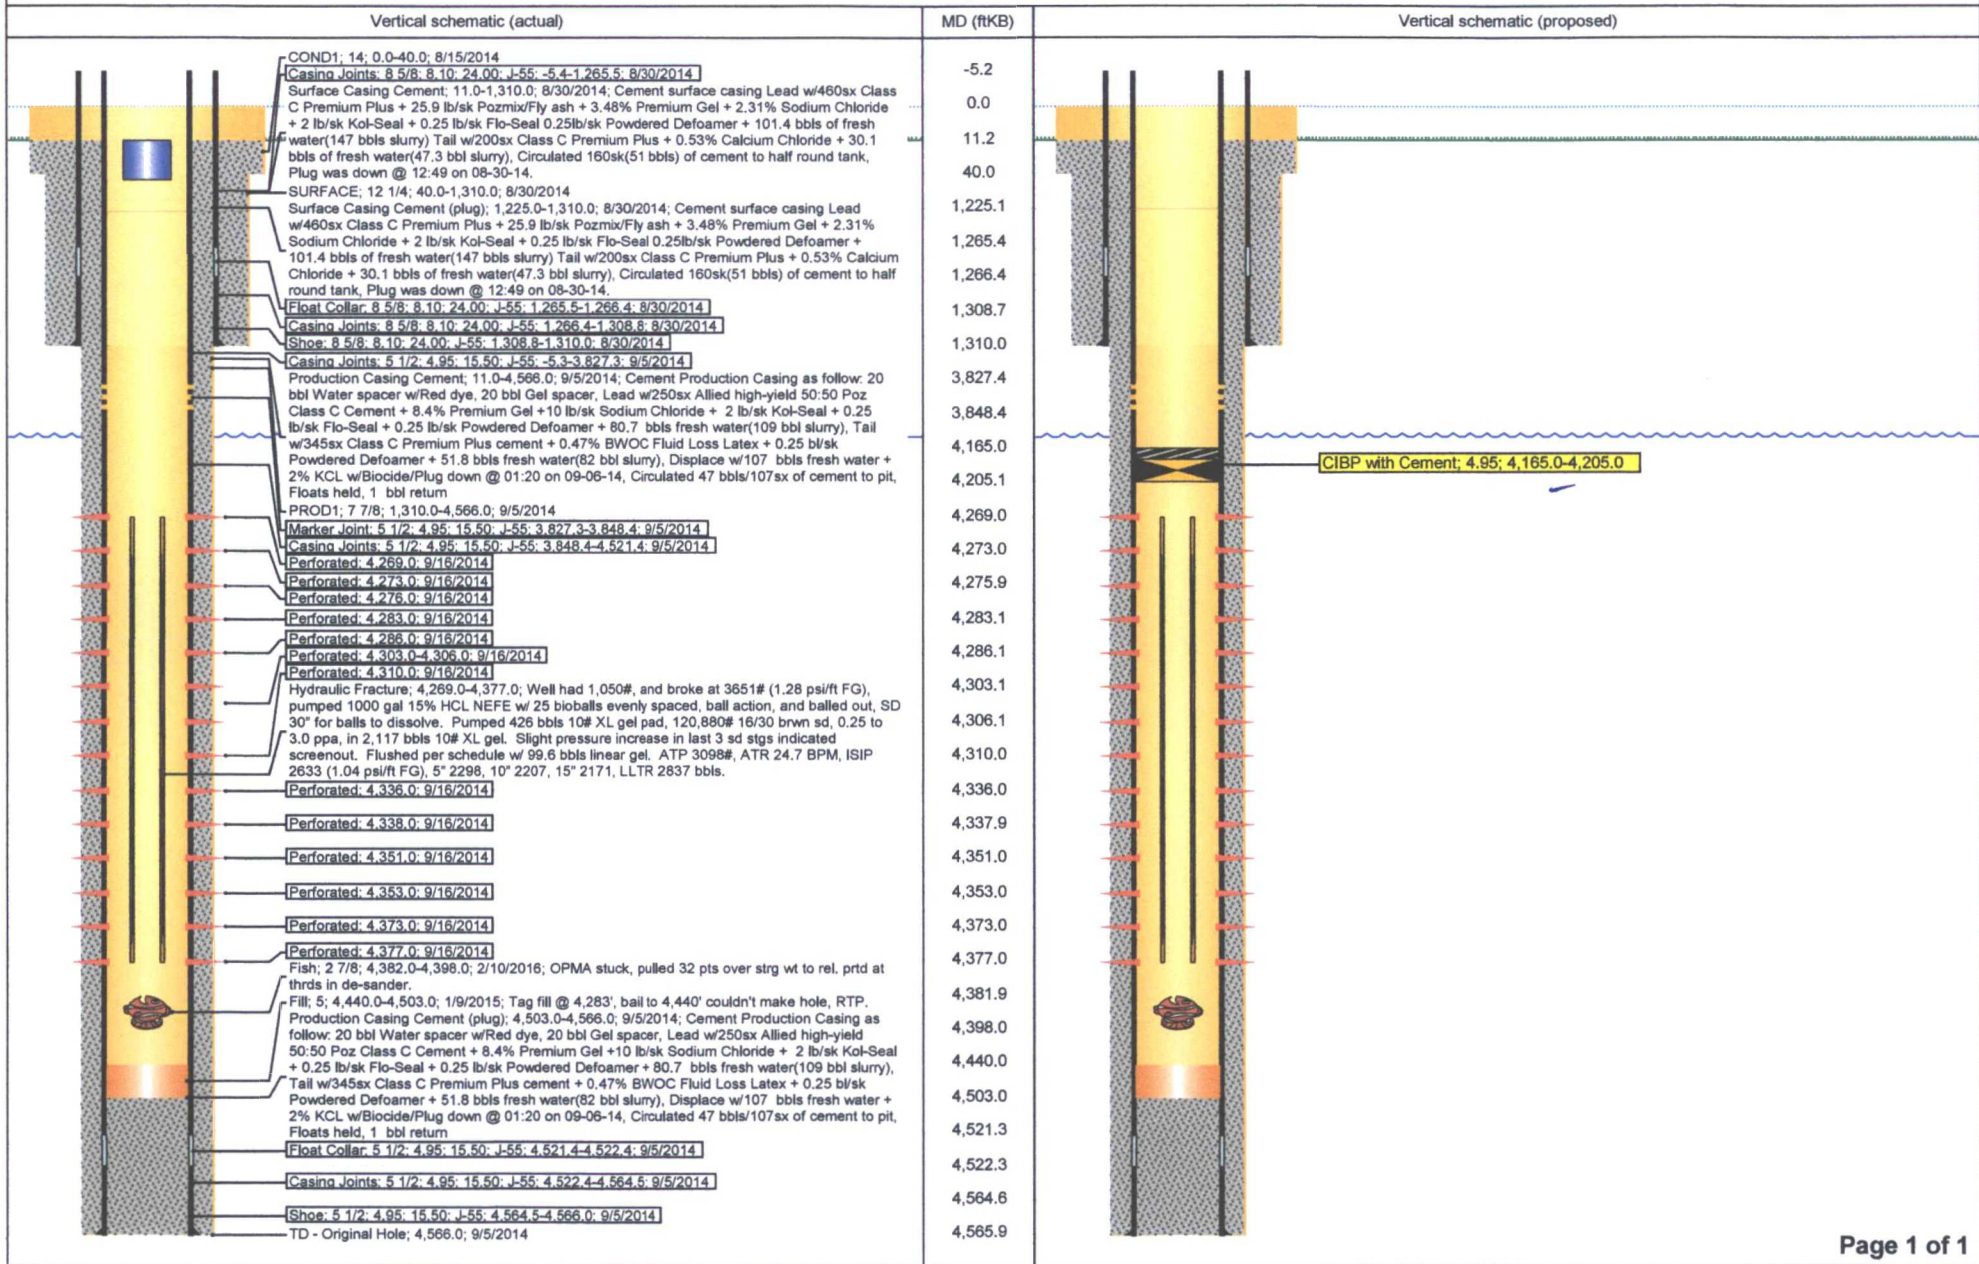 Vertical schematic (actual)
MD (ftKB)
Vertical schematic (proposed)
COND1; 14; 0.0-40.0; 8/15/2014
Casing Joints; 8 5/8; 8.10; 24.00; J-55; -5.4-1,265.5; 8/30/2014
Surface Casing Cement; 11.0-1,310.0; 8/30/2014; Cement surface casing Lead w/460sx Class
C Premium Plus + 25.9 lb/sk Pozmix/Fly ash + 3.48% Premium Gel + 2.31% Sodium Chloride
+ 2 lb/sk Kol-Seal + 0.25 lb/sk Flo-Seal 0.25lb/sk Powdered Defoamer + 101.4 bbls of fresh
water(147 bbls slurry) Tail w/200sx Class C Premium Plus + 0.53% Calcium Chloride + 30.1
bbls of fresh water(47.3 bbl slurry), Circulated 160sk(51 bbls) of cement to half round tank,
Plug was down @ 12:49 on 08-30-14.
SURFACE; 12 1/4; 40.0-1,310.0; 8/30/2014
Surface Casing Cement (plug); 1,225.0-1,310.0; 8/30/2014; Cement surface casing Lead
w/460sx Class C Premium Plus + 25.9 lb/sk Pozmix/Fly ash + 3.48% Premium Gel + 2.31%
Sodium Chloride + 2 lb/sk Kol-Seal + 0.25 lb/sk Flo-Seal 0.25lb/sk Powdered Defoamer +
101.4 bbls of fresh water(147 bbls slurry) Tail w/200sx Class C Premium Plus + 0.53% Calcium
Chloride + 30.1 bbls of fresh water(47.3 bbl slurry), Circulated 160sk(51 bbls) of cement to half
round tank, Plug was down @ 12:49 on 08-30-14.
Float Collar; 8 5/8; 8.10; 24.00; J-55; 1,265.5-1,266.4; 8/30/2014
Casing Joints; 8 5/8; 8.10; 24.00; J-55; 1,266.4-1,308.8; 8/30/2014
Shoe; 8 5/8; 8.10; 24.00; J-55; 1,308.8-1,310.0; 8/30/2014
Casing Joints; 5 1/2; 4.95; 15.50; J-55; -5.3-3,827.3; 9/5/2014
Production Casing Cement; 11.0-4,566.0; 9/5/2014; Cement Production Casing as follow: 20
bbl Water spacer w/Red dye, 20 bbl Gel spacer, Lead w/250sx Allied high-yield 50:50 Poz
Class C Cement + 8.4% Premium Gel +10 lb/sk Sodium Chloride + 2 lb/sk Kol-Seal + 0.25
lb/sk Flo-Seal + 0.25 lb/sk Powdered Defoamer + 80.7 bbls fresh water(109 bbl slurry), Tail
w/345sx Class C Premium Plus cement + 0.47% BWOC Fluid Loss Latex + 0.25 bl/sk
Powdered Defoamer + 51.8 bbls fresh water(82 bbl slurry), Displace w/107 bbls fresh water +
2% KCL w/Biocide/Plug down @ 01:20 on 09-06-14, Circulated 47 bbls/107sx of cement to pit,
Floats held, 1 bbl return
PROD1; 7 7/8; 1,310.0-4,566.0; 9/5/2014
Marker Joint; 5 1/2; 4.95; 15.50; J-55; 3,827.3-3,848.4; 9/5/2014
Casing Joints; 5 1/2; 4.95; 15.50; J-55; 3,848.4-4,521.4; 9/5/2014
Perforated; 4,269.0; 9/16/2014
Perforated; 4,273.0; 9/16/2014
Perforated; 4,276.0; 9/16/2014
Perforated; 4,283.0; 9/16/2014
Perforated; 4,286.0; 9/16/2014
Perforated; 4,303.0-4,306.0; 9/16/2014
Perforated; 4,310.0; 9/16/2014
Hydraulic Fracture; 4,269.0-4,377.0; Well had 1,050#, and broke at 3651# (1.28 psi/ft FG),
pumped 1000 gal 15% HCL NEFE w/ 25 bioballs evenly spaced, ball action, and balled out, SD
30" for balls to dissolve. Pumped 426 bbls 10# XL gel pad, 120,880# 16/30 brwn sd, 0.25 to
3.0 ppa, in 2,117 bbls 10# XL gel. Slight pressure increase in last 3 sd stgs indicated
screenout. Flushed per schedule w/ 99.6 bbls linear gel. ATP 3098#, ATR 24.7 BPM, ISIP
2633 (1.04 psi/ft FG), 5" 2298, 10" 2207, 15" 2171, LLTR 2837 bbls.
Perforated; 4,336.0; 9/16/2014
Perforated; 4,338.0; 9/16/2014
Perforated; 4,351.0; 9/16/2014
Perforated; 4,353.0; 9/16/2014
Perforated; 4,373.0; 9/16/2014
Perforated; 4,377.0; 9/16/2014
Fish; 2 7/8; 4,382.0-4,398.0; 2/10/2016; OPMA stuck, pulled 32 pts over strg wt to rel. prtd at
thrds in de-sander.
Fill; 5; 4,440.0-4,503.0; 1/9/2015; Tag fill @ 4,283', bail to 4,440' couldn't make hole, RTP.
Production Casing Cement (plug); 4,503.0-4,566.0; 9/5/2014; Cement Production Casing as
follow: 20 bbl Water spacer w/Red dye, 20 bbl Gel spacer, Lead w/250sx Allied high-yield
50:50 Poz Class C Cement + 8.4% Premium Gel +10 lb/sk Sodium Chloride + 2 lb/sk Kol-Seal
+ 0.25 lb/sk Flo-Seal + 0.25 lb/sk Powdered Defoamer + 80.7 bbls fresh water(109 bbl slurry),
Tail w/345sx Class C Premium Plus cement + 0.47% BWOC Fluid Loss Latex + 0.25 bl/sk
Powdered Defoamer + 51.8 bbls fresh water(82 bbl slurry), Displace w/107 bbls fresh water +
2% KCL w/Biocide/Plug down @ 01:20 on 09-06-14, Circulated 47 bbls/107sx of cement to pit,
Floats held, 1 bbl return
Float Collar; 5 1/2; 4.95; 15.50; J-55; 4,521.4-4,522.4; 9/5/2014
Casing Joints; 5 1/2; 4.95; 15.50; J-55; 4,522.4-4,564.5; 9/5/2014
Shoe; 5 1/2; 4.95; 15.50; J-55; 4,564.5-4,566.0; 9/5/2014
TD - Original Hole; 4,566.0; 9/5/2014
-5.2
0.0
11.2
40.0
1,225.1
1,265.4
1,266.4
1,308.7
1,310.0
3,827.4
3,848.4
4,165.0
4,205.1
4,269.0
4,273.0
4,275.9
4,283.1
4,286.1
4,303.1
4,306.1
4,310.0
4,336.0
4,337.9
4,351.0
4,353.0
4,373.0
4,377.0
4,381.9
4,398.0
4,440.0
4,503.0
4,521.3
4,522.3
4,564.6
4,565.9
CIBP with Cement; 4.95; 4,165.0-4,205.0
Page 1 of 1